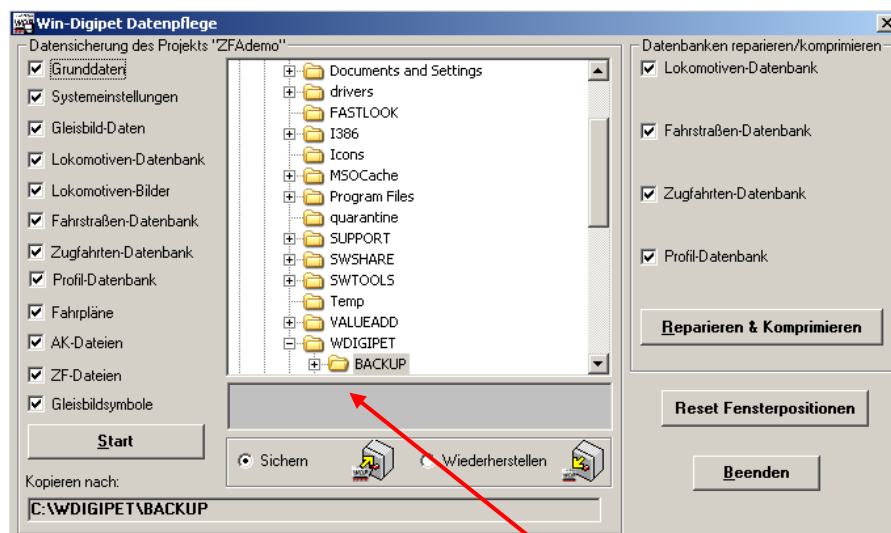 Win-Digipet Datenpflege
Datensicherung des Projekts "ZFAdemo"
Grunddaten
Systemeinstellungen
Gleisbild-Daten
Lokomotiven-Datenbank
Lokomotiven-Bilder
Fahrstraßen-Datenbank
Zugfahrten-Datenbank
Profil-Datenbank
Fahrpläne
AK-Dateien
ZF-Dateien
Gleisbildsymbole
Start
Documents and Settings
drivers
FASTLOOK
I386
Icons
MSOCache
Program Files
quarantine
SUPPORT
SWSHARE
SWTOOLS
Temp
VALUEADD
WDIGIPET
BACKUP
Sichern
Wiederherstellen
Kopieren nach:
C:\WDIGIPET\BACKUP
Datenbanken reparieren/komprimieren
Lokomotiven-Datenbank
Fahrstraßen-Datenbank
Zugfahrten-Datenbank
Profil-Datenbank
Reparieren & Komprimieren
Reset Fensterpositionen
Beenden